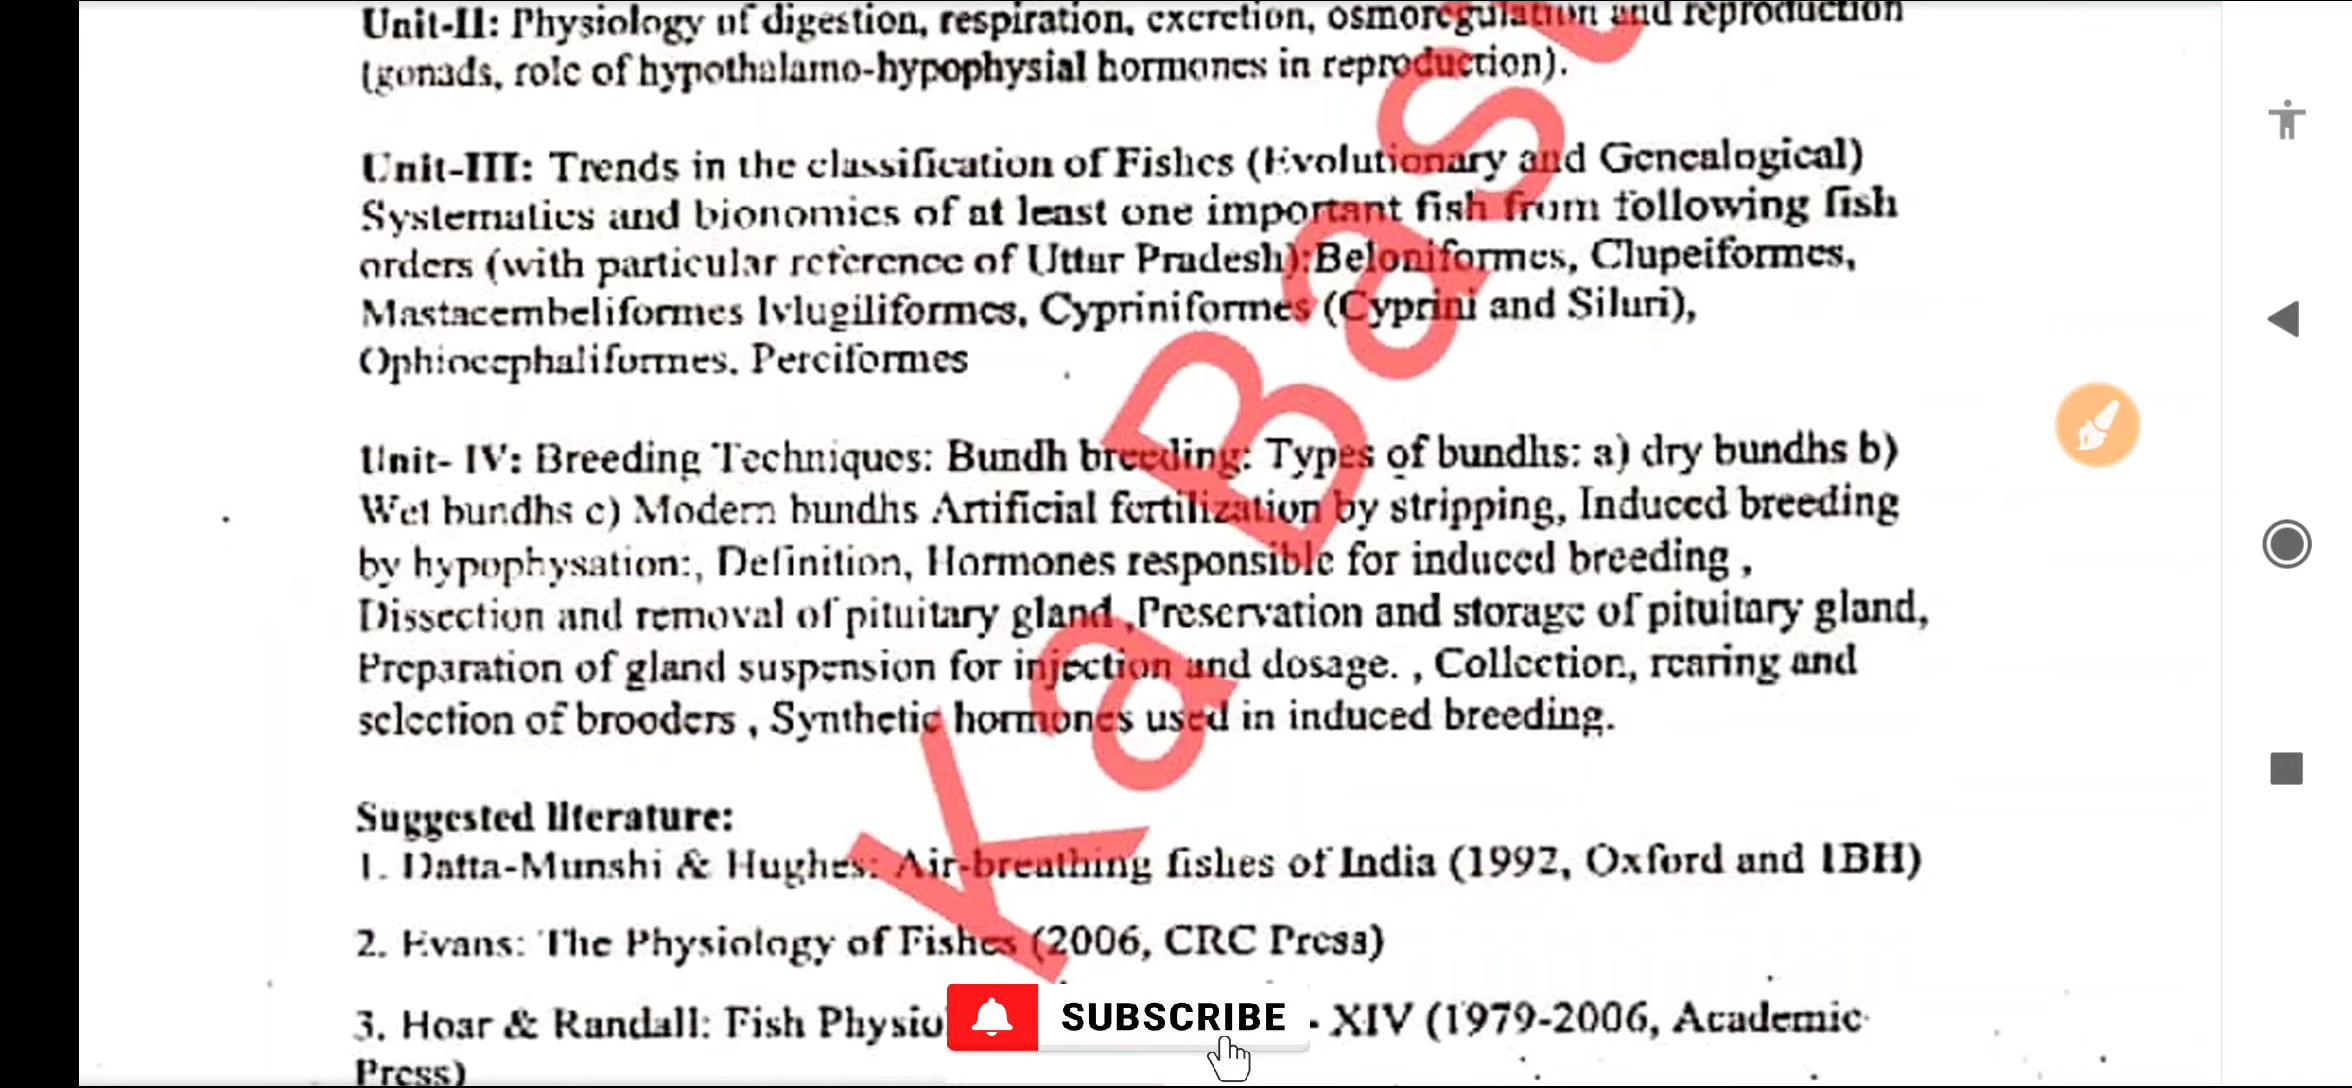 Unit-II: Physiology of digestion, respiration, excretion, osmoregulation and reproduction
(gonads, role of hypothalamo-hypophysial hormones in reproduction).
Unit-III: Trends in the classification of Fishes (Evolutionary and Genealogical)
Systematics and bionomics of at least one important fish from following fish
orders (with particular reference of Uttar Pradesh):Beloniformes, Clupeiformes,
Mastacembeliformes Ivlugiliformes, Cypriniformes (Cyprini and Siluri),
Ophiocephaliformes, Perciformes
Unit- IV: Breeding Techniques: Bundh breeding: Types of bundhs: a) dry bundhs b)
Wet bundhs c) Modern bundhs Artificial fertilization by stripping, Induced breeding
by hypophysation:, Definition, Hormones responsible for induced breeding ,
Dissection and removal of pituitary gland ,Preservation and storage of pituitary gland,
Preparation of gland suspension for injection and dosage. , Collection, rearing and
selection of brooders , Synthetic hormones used in induced breeding.
Suggested literature:
1. Datta-Munshi & Hughes: Air-breathing fishes of India (1992, Oxford and IBH)
2. Evans: The Physiology of Fishes (2006, CRC Press)
3. Hoar & Randall: Fish Physio - XIV (1979-2006, Academic
Press)
SUBSCRIBE
Ka Bas